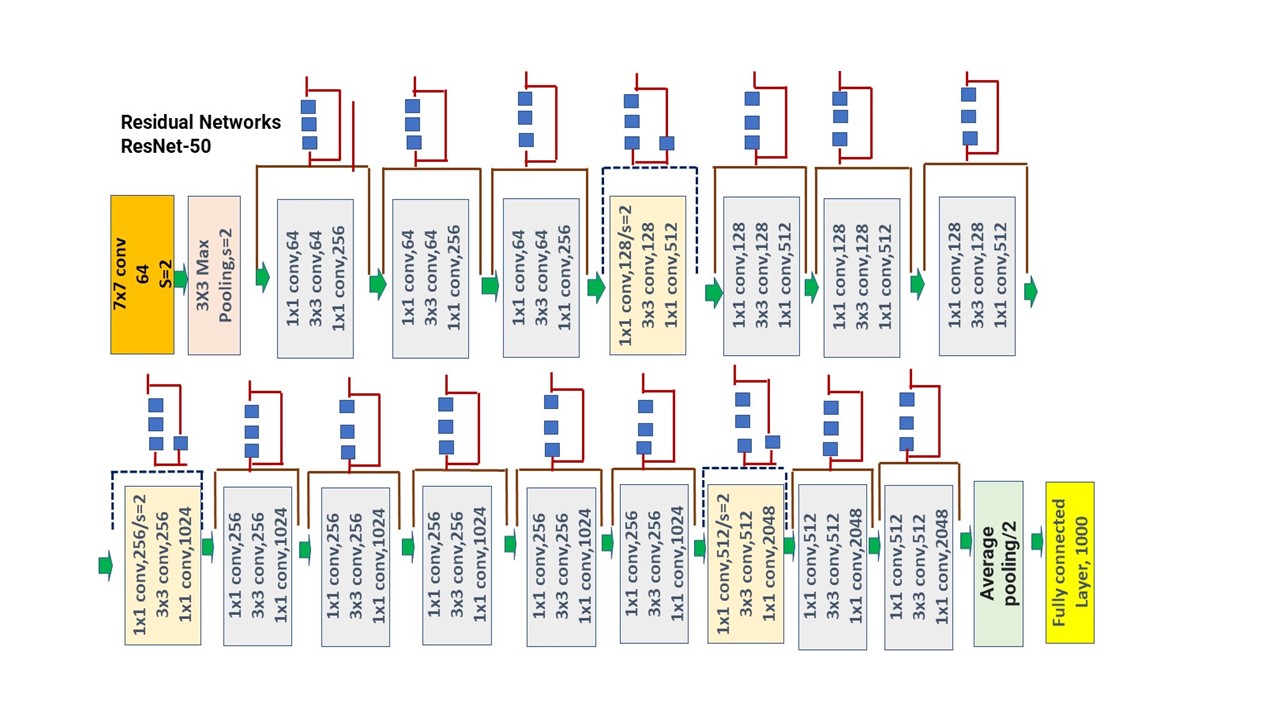 Residual Networks
ResNet-50
7x7 conv
64
S=2
3X3 Max
Pooling,s=2
1x1 conv,64
3x3 conv,64
1x1 conv,256
1x1 conv,64
3x3 conv,64
1x1 conv,256
1x1 conv,64
3x3 conv,64
1x1 conv,256
1x1 conv,128/s=2
3x3 conv,128
1x1 conv,512
1x1 conv,128
3x3 conv,128
1x1 conv,512
1x1 conv,128
3x3 conv,128
1x1 conv,512
1x1 conv,128
3x3 conv,128
1x1 conv,512
1x1 conv,256/s=2
3x3 conv,256
1x1 conv,1024
1x1 conv,256
3x3 conv,256
1x1 conv,1024
1x1 conv,256
3x3 conv,256
1x1 conv,1024
1x1 conv,256
3x3 conv,256
1x1 conv,1024
1x1 conv,256
3x3 conv,256
1x1 conv,1024
1x1 conv,256
3x3 conv,256
1x1 conv,1024
1x1 conv,512/s=2
3x3 conv,512
1x1 conv,2048
1x1 conv,512
3x3 conv,512
1x1 conv,2048
1x1 conv,512
3x3 conv,512
1x1 conv,2048
Average
pooling/2
Fully connected
Layer, 1000